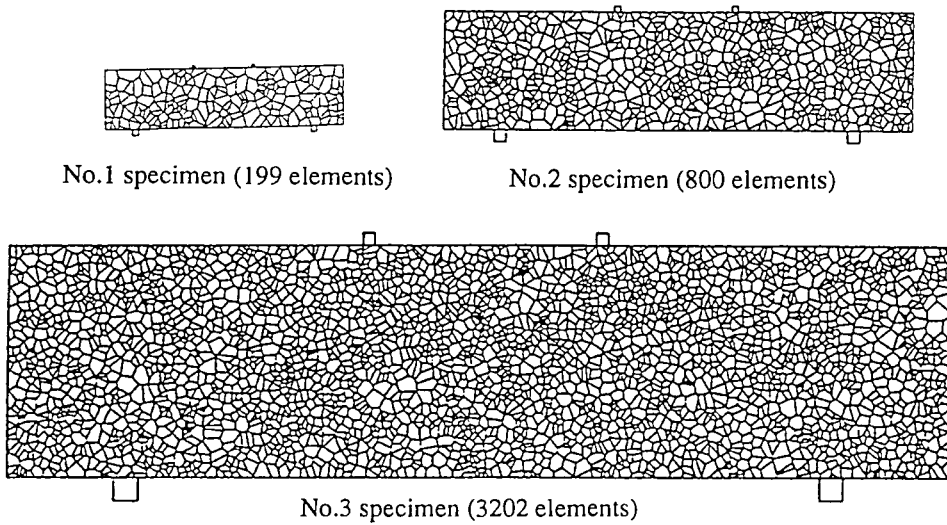 No.1 specimen (199 elements)
No.2 specimen (800 elements)
No.3 specimen (3202 elements)